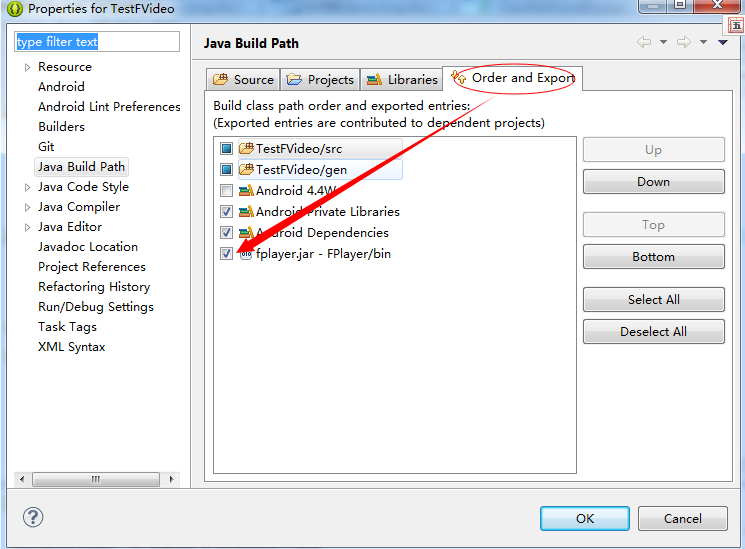 Properties for TestFVideo
五
type filter text
Resource
Android
Android Lint Preferences
Builders
Git
Java Build Path
Java Code Style
Java Compiler
Java Editor
Javadoc Location
Project References
Refactoring History
Run/Debug Settings
Task Tags
XML Syntax
Java Build Path
Source
Projects
Libraries
Order and Export
Build class path order and exported entries:
(Exported entries are contributed to dependent projects)
TestFVideo/src
TestFVideo/gen
Android 4.4W
Android Private Libraries
Android Dependencies
fplayer.jar - FPlayer/bin
Up
Down
Top
Bottom
Select All
Deselect All
OK
Cancel